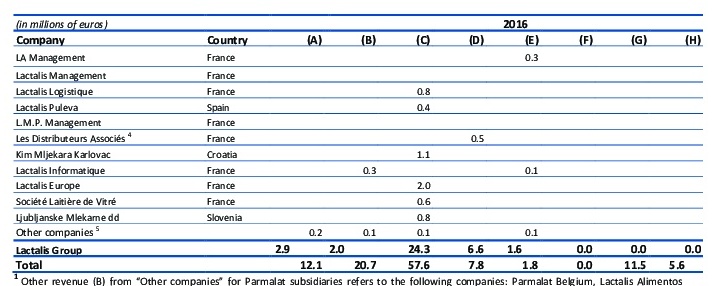 (in millions of euros) 2016
Company Country (A) (B) (C) (D) (E) (F) (G) (H)
LA Management France 0.3
Lactalis Management France
Lactalis Logistique France 0.8
Lactalis Puleva Spain 0.4
L.M.P. Management France
Les Distributeurs Associés 4 France 0.5
Kim Mljekara Karlovac Croatia 1.1
Lactalis Informatique France 0.3 0.1
Lactalis Europe France 2.0
Société Laitière de Vitré France 0.6
Ljubljanske Mlekarne dd Slovenia 0.8
Other companies 5 0.2 0.1 0.1 0.1
Lactalis Group 2.9 2.0 24.3 6.6 1.6 0.0 0.0 0.0
Total 12.1 20.7 57.6 7.8 1.8 0.0 11.5 5.6
1 Other revenue (B) from "Other companies" for Parmalat subsidiaries refers to the following companies: Parmalat Belgium, Lactalis Alimentos